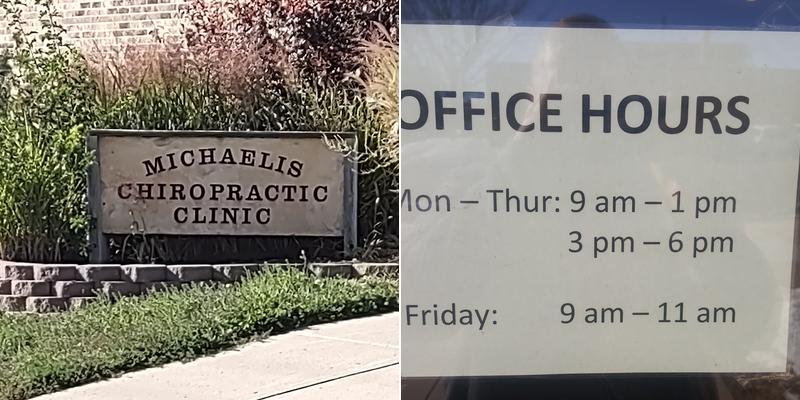 MICHAELIS
CHIROPRACTIC
CLINIC
OFFICE HOURS
Mon – Thur: 9 am – 1 pm
3 pm – 6 pm
Friday: 9 am – 11 am